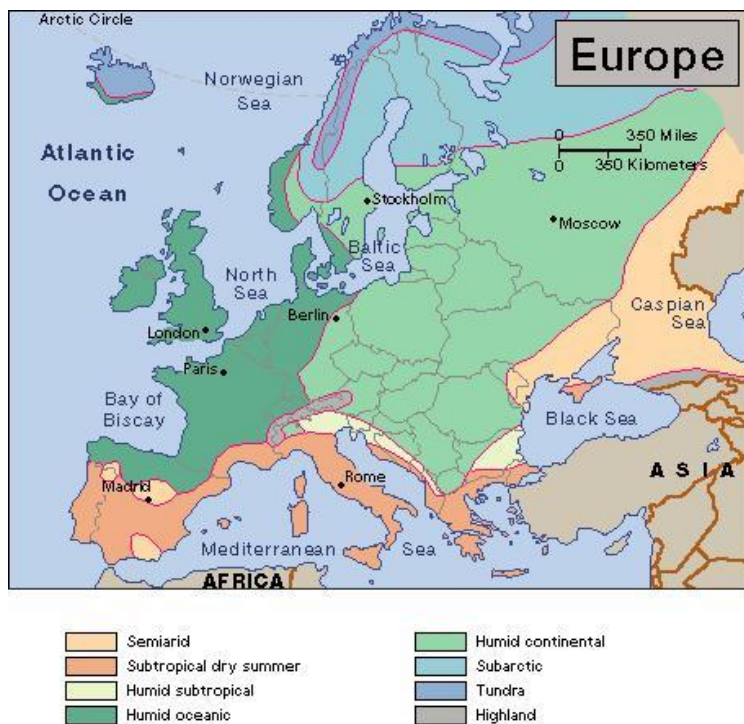 Arctic Circle
Europe
Norwegian
Sea
Atlantic
Ocean
0 350 Miles
0 350 Kilometers
Stockholm
Moscow
Baltic
Sea
North
Sea
Caspian
Sea
Berlin
London
Paris
Bay of
Biscay
Black Sea
ASIA
Madrid
Rome
Mediterranean Sea
AFRICA
Semiarid
Subtropical dry summer
Humid subtropical
Humid oceanic
Humid continental
Subarctic
Tundra
Highland